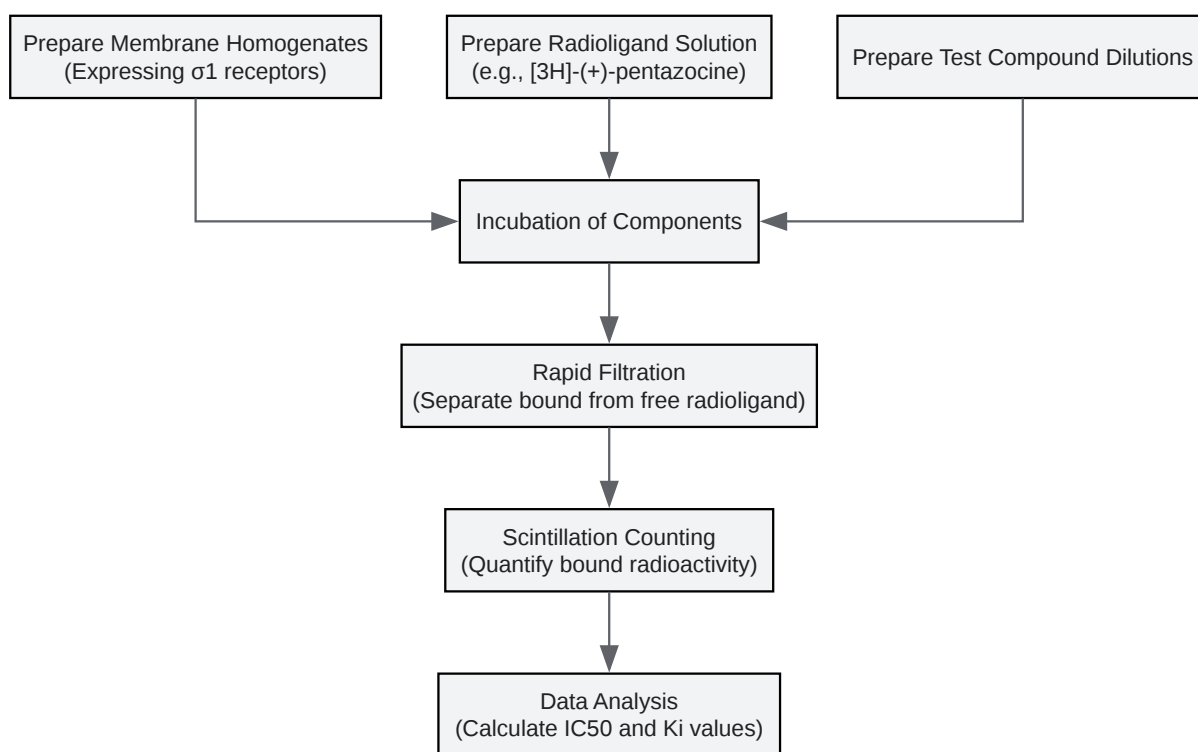 Prepare Membrane Homogenates
(Expressing σ1 receptors)
Prepare Radioligand Solution
(e.g., [3H]-(+)-pentazocine)
Prepare Test Compound Dilutions
Incubation of Components
Rapid Filtration
(Separate bound from free radioligand)
Scintillation Counting
(Quantify bound radioactivity)
Data Analysis
(Calculate IC50 and Ki values)